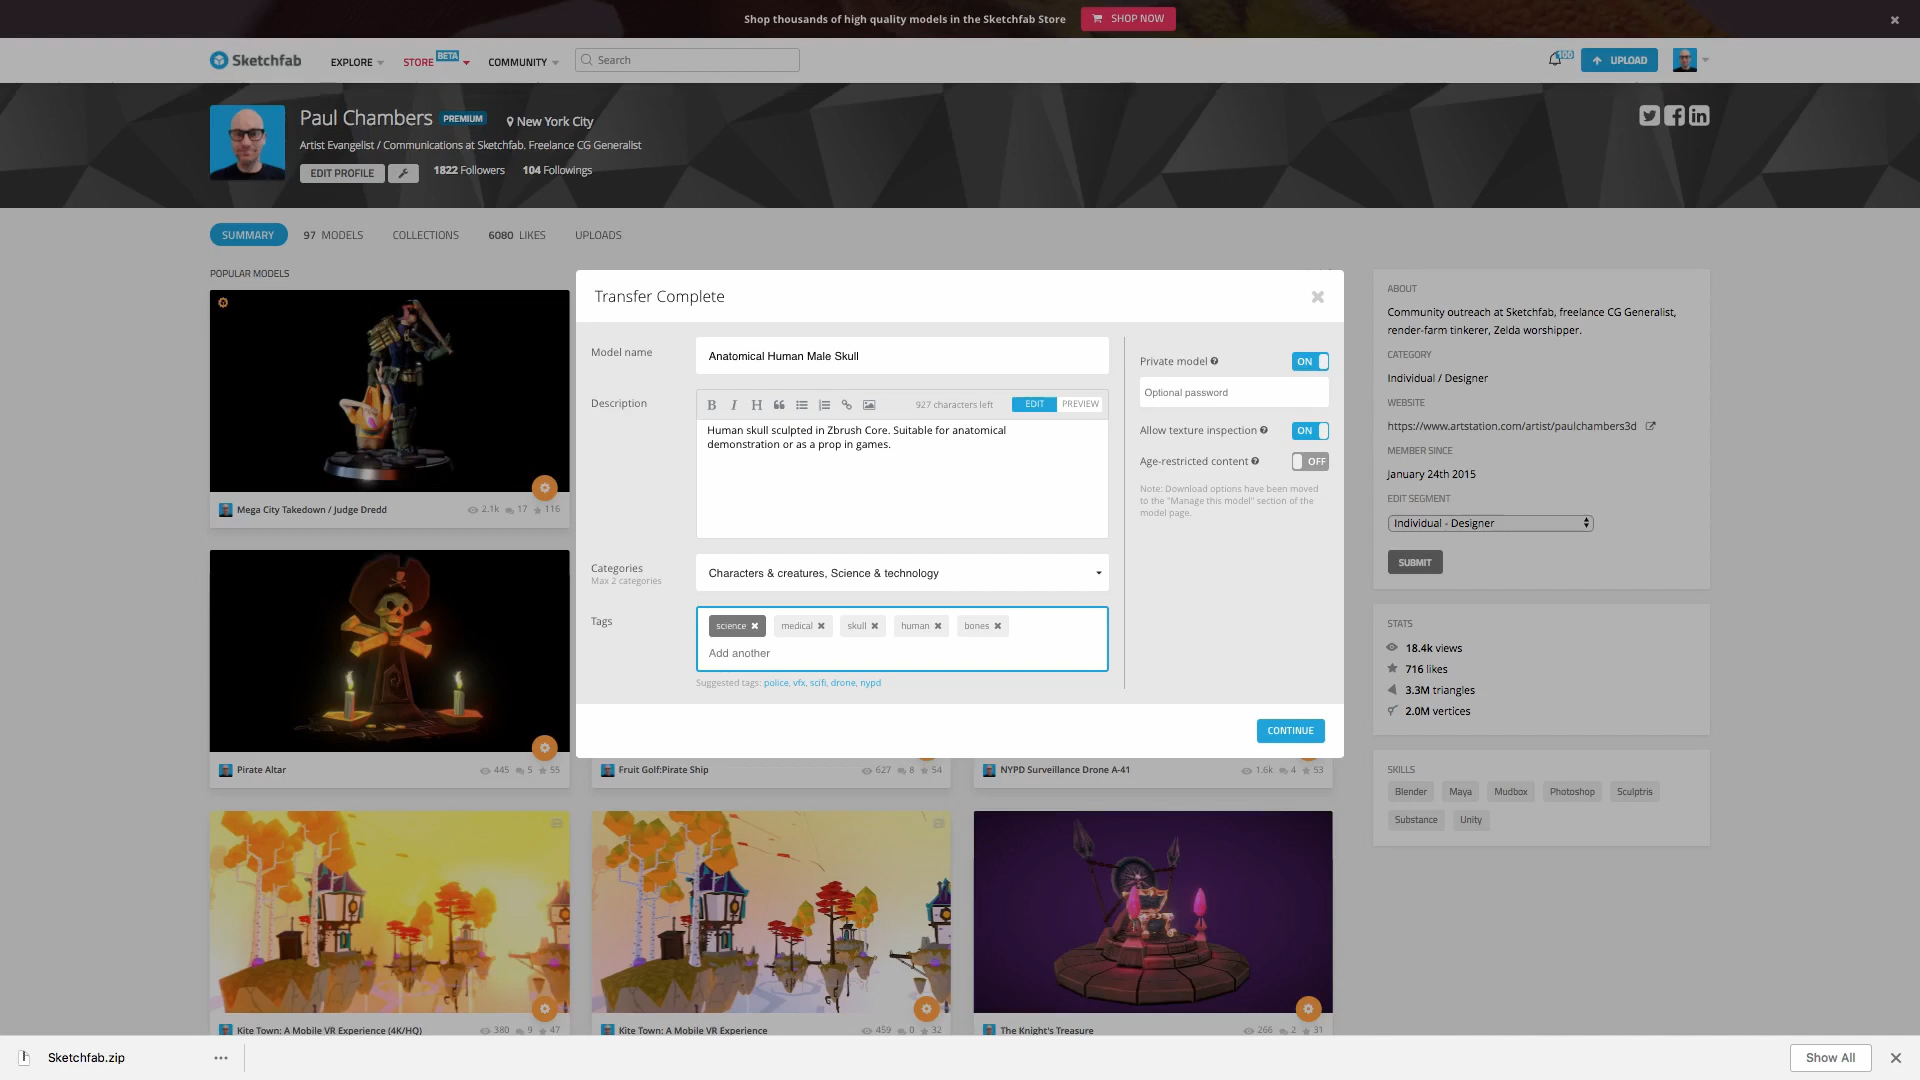 Shop thousands of high quality models in the Sketchfab Store
SHOP NOW
Sketchfab
EXPLORE
STORE
BETA
COMMUNITY
Search
100
UPLOAD
Paul Chambers
PREMIUM
New York City
Artist Evangelist / Communications at Sketchfab. Freelance CG Generalist
EDIT PROFILE
1822 Followers
104 Followings
SUMMARY
97 MODELS
COLLECTIONS
6080 LIKES
UPLOADS
POPULAR MODELS
Mega City Takedown / Judge Dredd
2.1k
17
116
Pirate Altar
445
5
55
Fruit Golf:Pirate Ship
627
8
54
NYPD Surveillance Drone A-41
1.6k
4
53
Kite Town: A Mobile VR Experience (4K/HQ)
380
9
47
Kite Town: A Mobile VR Experience
459
0
32
The Knight's Treasure
266
2
31
Transfer Complete
Model name
Anatomical Human Male Skull
Description
B I H
927 characters left
EDIT
PREVIEW
Human skull sculpted in Zbrush Core. Suitable for anatomical
demonstration or as a prop in games.
Categories
Max 2 categories
Characters & creatures, Science & technology
Tags
science
medical
skull
human
bones
Add another
Suggested tags: police, vfx, scifi, drone, nypd
Private model
ON
Optional password
Allow texture inspection
ON
Age-restricted content
OFF
Note: Download options have been moved
to the "Manage this model" section of the
model page.
CONTINUE
ABOUT
Community outreach at Sketchfab, freelance CG Generalist,
render-farm tinkerer, Zelda worshipper.
CATEGORY
Individual / Designer
WEBSITE
https://www.artstation.com/artist/paulchambers3d
MEMBER SINCE
January 24th 2015
EDIT SEGMENT
Individual - Designer
SUBMIT
STATS
18.4k views
716 likes
3.3M triangles
2.0M vertices
SKILLS
Blender
Maya
Mudbox
Photoshop
Sculptris
Substance
Unity
Sketchfab.zip
Show All